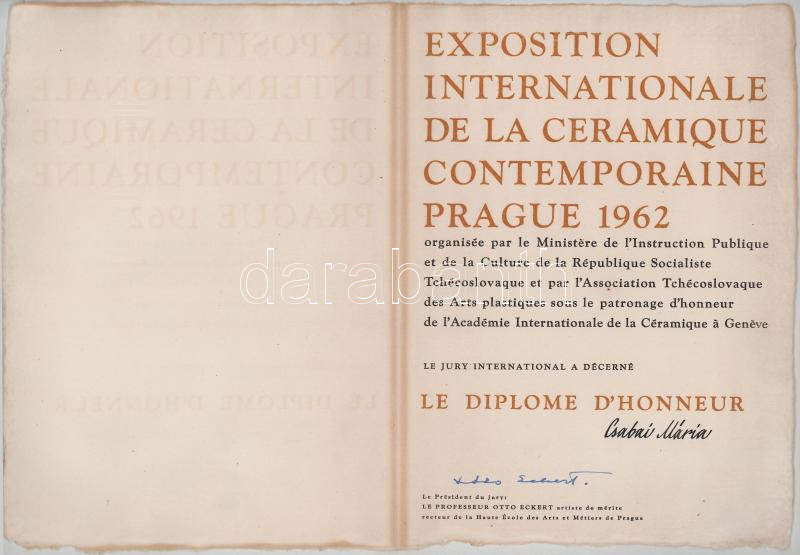 EXPOSITION
INTERNATIONALE
DE LA CERAMIQUE
CONTEMPORAINE
PRAGUE 1962
organisée par le Ministère de l'Instruction Publique
et de la Culture de la République Socialiste
Tchécoslovaque et par l'Association Tchécoslovaque
des Arts plastiques sous le patronage d'honneur
de l'Académie Internationale de la Céramique à Genève
darabanth
LE JURY INTERNATIONAL A DÉCERNÉ
LE DIPLOME D'HONNEUR
Csabai Mária
Otto Eckert.
Le Président du jury:
LE PROFESSEUR OTTO ECKERT artiste de mérite
recteur de la Haute École des Arts et Métiers de Prague